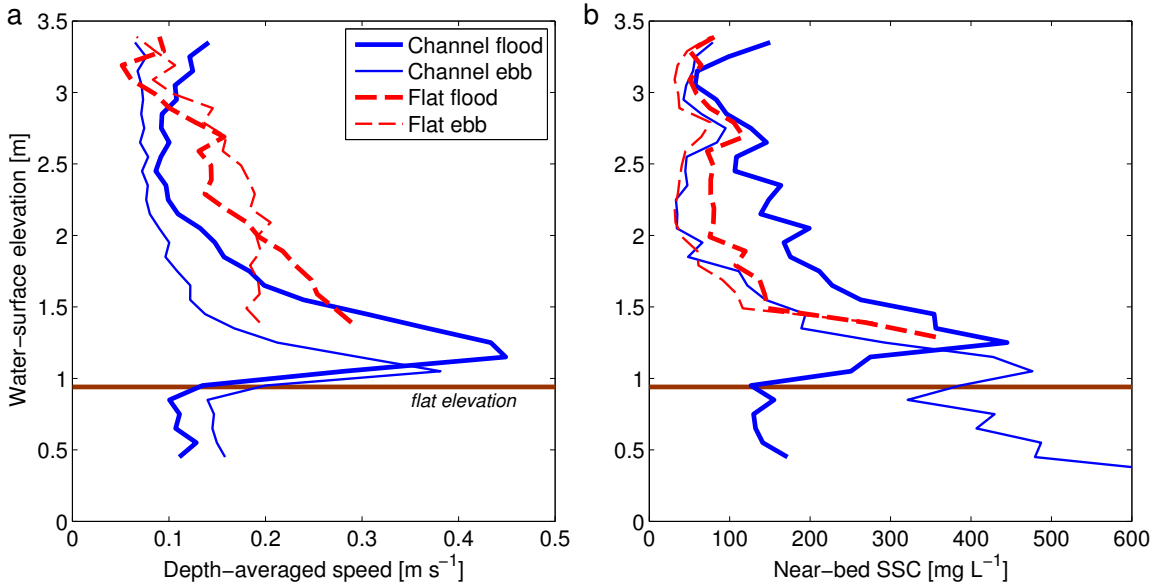 a
b
3.5
3
2.5
2
1.5
1
0.5
0
Water−surface elevation [m]
Channel flood
Channel ebb
Flat flood
Flat ebb
flat elevation
0
0.1
0.2
0.3
0.4
0.5
Depth−averaged speed [m s−1]
3.5
3
2.5
2
1.5
1
0.5
0
0
100
200
300
400
500
600
Near−bed SSC [mg L−1]